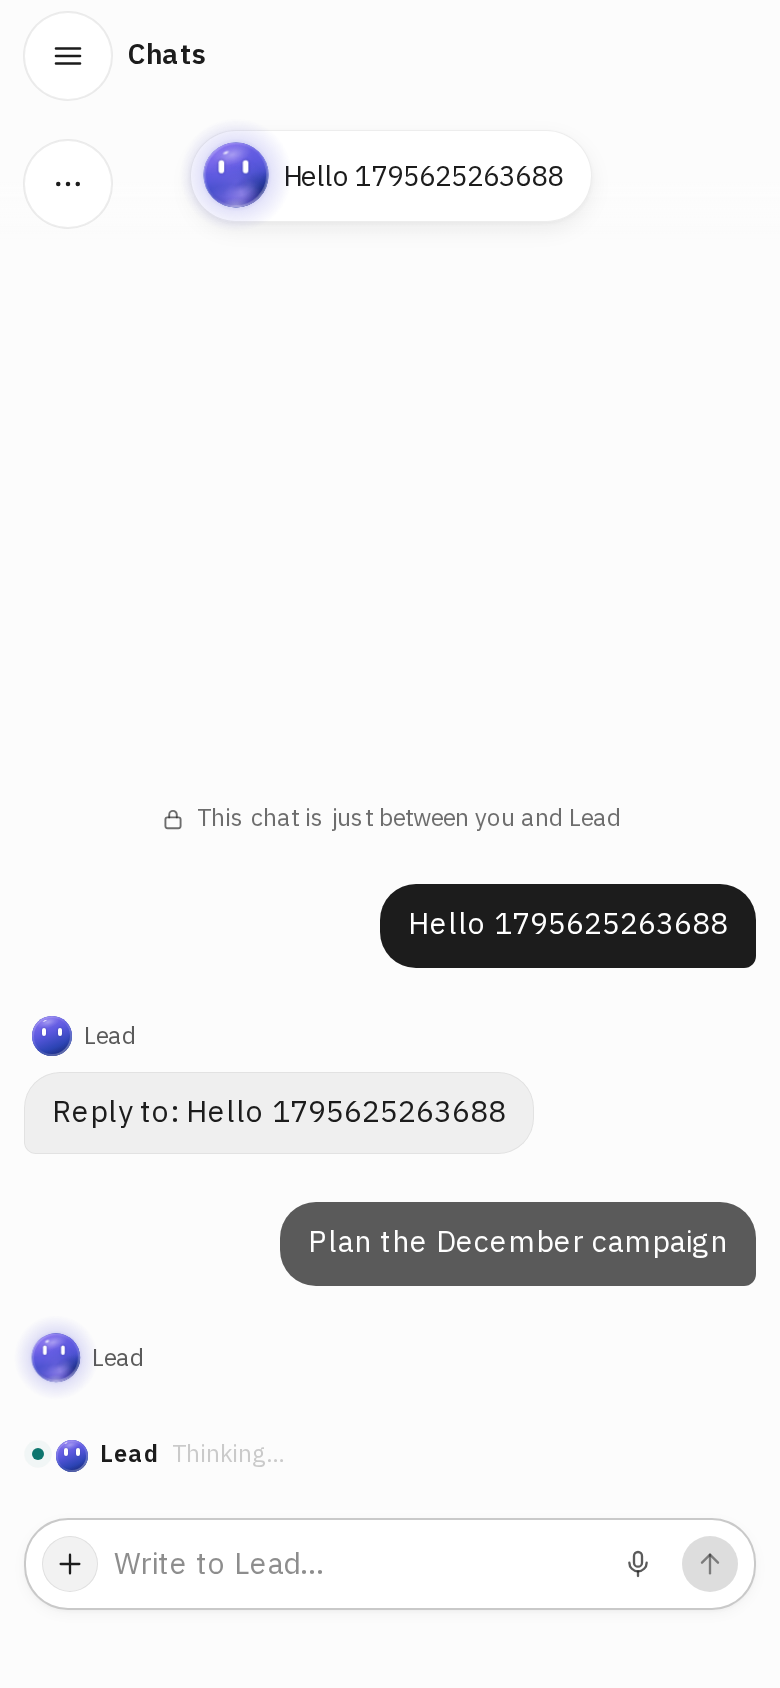 Chats
Hello 1795625263688
This chat is just between you and Lead
Hello 1795625263688
Lead
Reply to: Hello 1795625263688
Plan the December campaign
Lead
Lead Thinking...
Write to Lead...